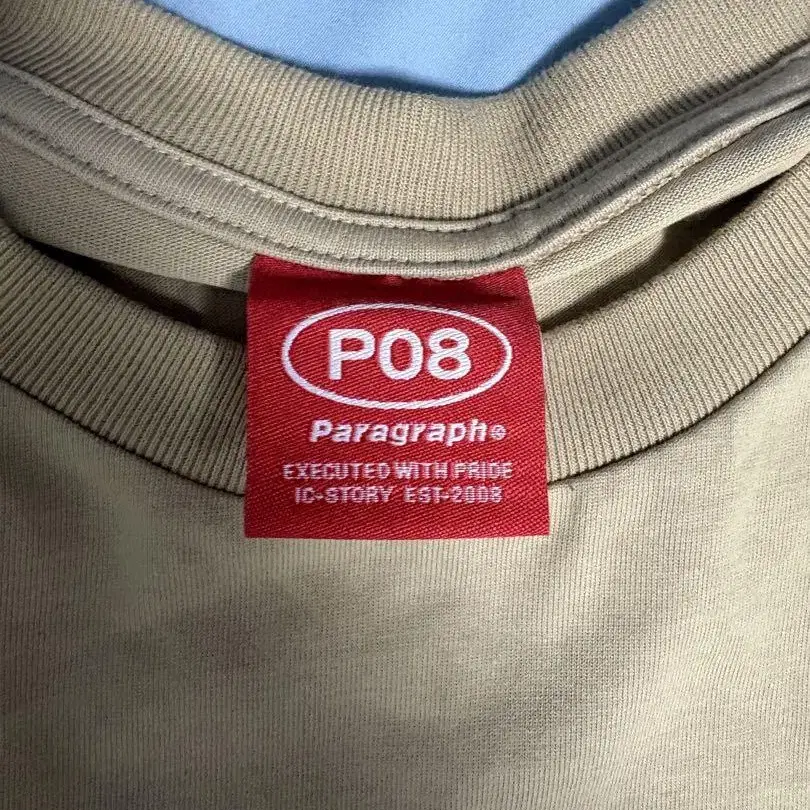 P08
Paragraph®
EXECUTED WITH PRIDE
IC-STORY EST-2008